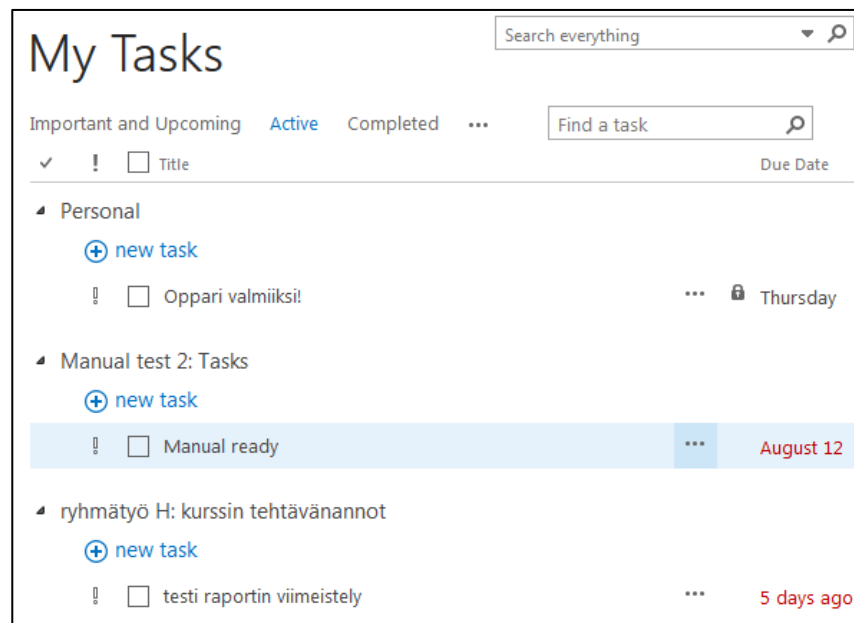 Search everything
My Tasks
Important and Upcoming Active Completed ...
Find a task
! Title Due Date
Personal
new task
Oppari valmiiksi! ... Thursday
Manual test 2: Tasks
new task
Manual ready ... August 12
ryhmätyö H: kurssin tehtävänannot
new task
testi raportin viimeistely ... 5 days ago